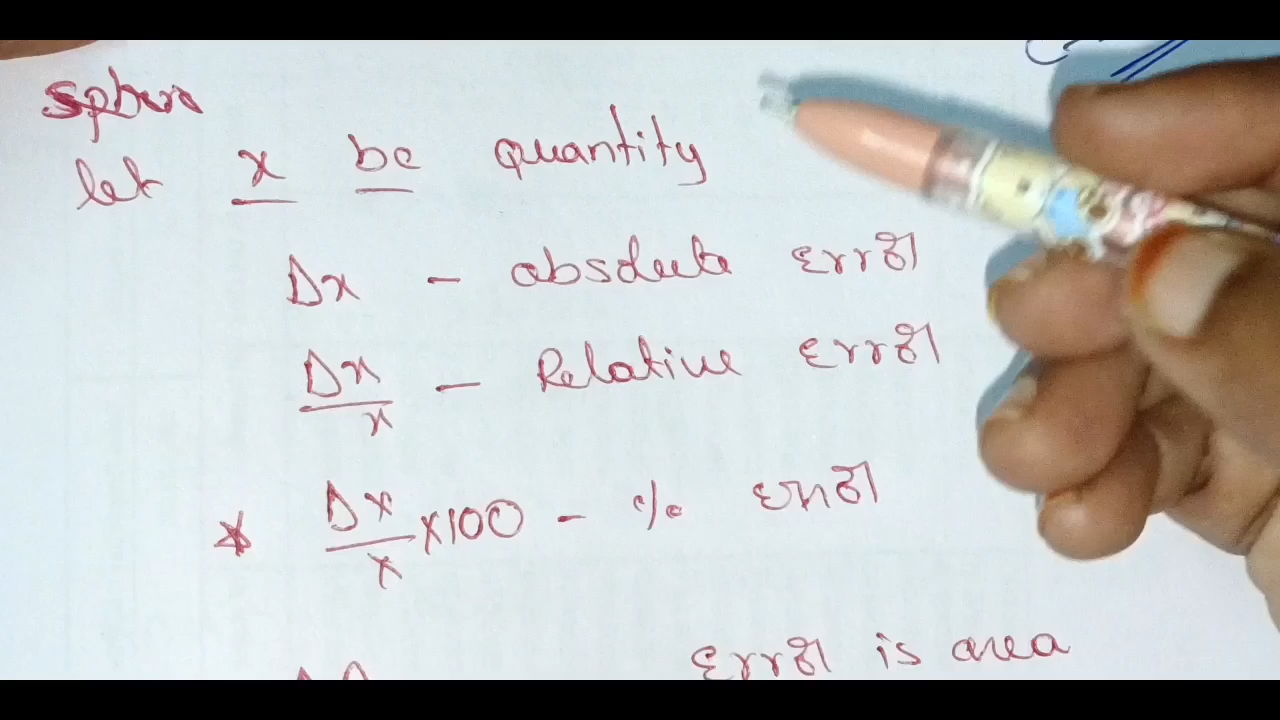 Sphere
let x be quantity
Δx - absolute error
Δx/x - Relative error
* Δx/x ×100 - % error
error is area